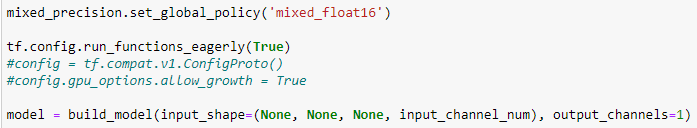 mixed_precision.set_global_policy('mixed_float16')
tf.config.run_functions_eagerly(True)
#config = tf.compat.v1.ConfigProto()
#config.gpu_options.allow_growth = True
model = build_model(input_shape=(None, None, None, input_channel_num), output_channels=1)